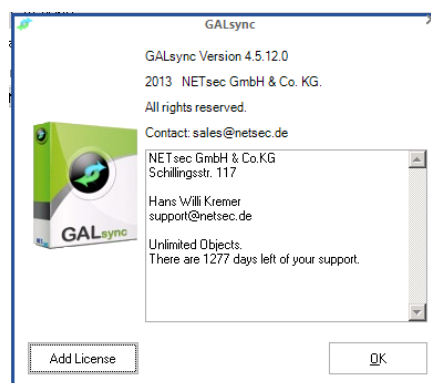 GALsync
GALsync Version 4.5.12.0
2013 NETsec GmbH & Co. KG.
All rights reserved.
Contact: sales@netsec.de
NETsec GmbH & Co.KG
Schillingsstr. 117
Hans Willi Kremer
support@netsec.de
Unlimited Objects.
There are 1277 days left of your support.
GALsync
Add License
OK